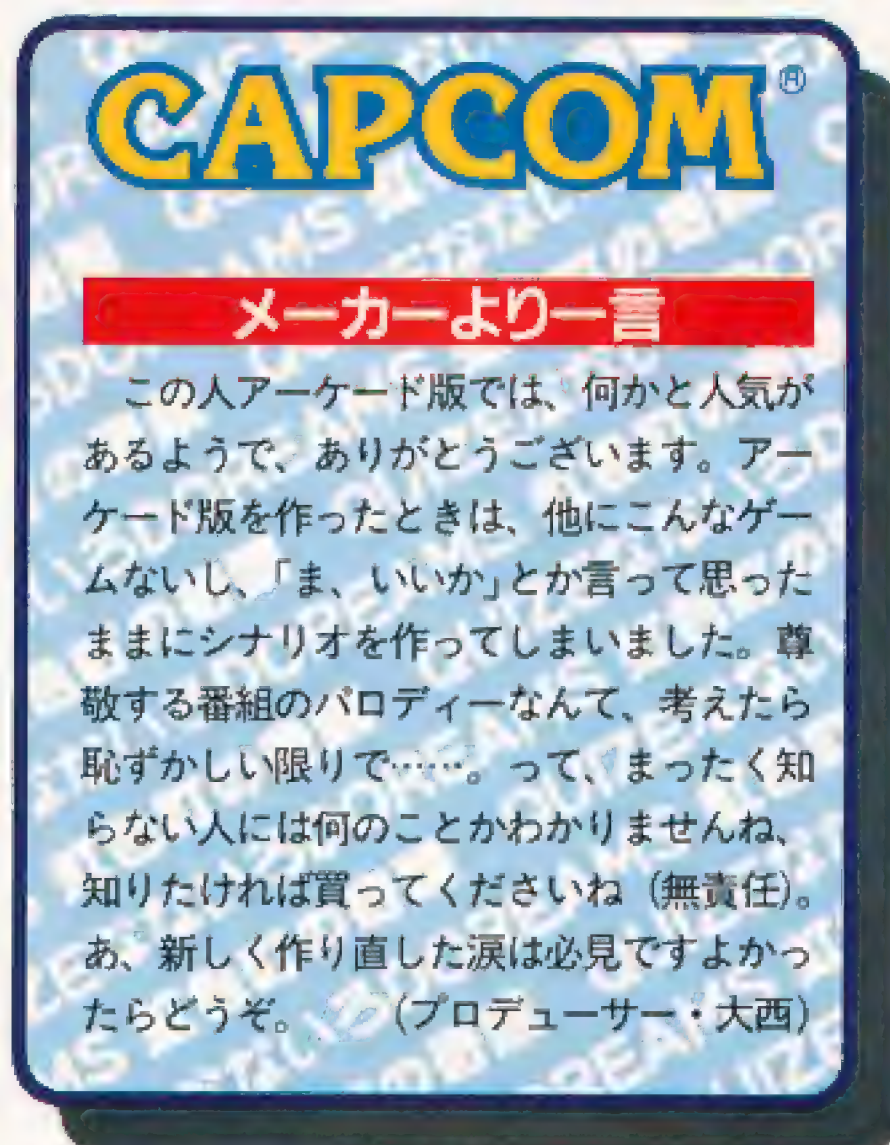 CAPCOM®
メーカーより一言
この人アーケード版では、何かと人気が
あるようで、ありがとうございます。アー
ケード版を作ったときは、他にこんなゲー
ムないし、「ま、いいか」とか言って思った
ままにシナリオを作ってしまいました。尊
敬する番組のパロディーなんて、考えたら
恥ずかしい限りで……。って、まったく知
らない人には何のことかわかりませんね、
知りたければ買ってくださいね（無責任）。
あ、新しく作り直した涙は必見ですよかっ
たらどうぞ。　（プロデューサー・大西）